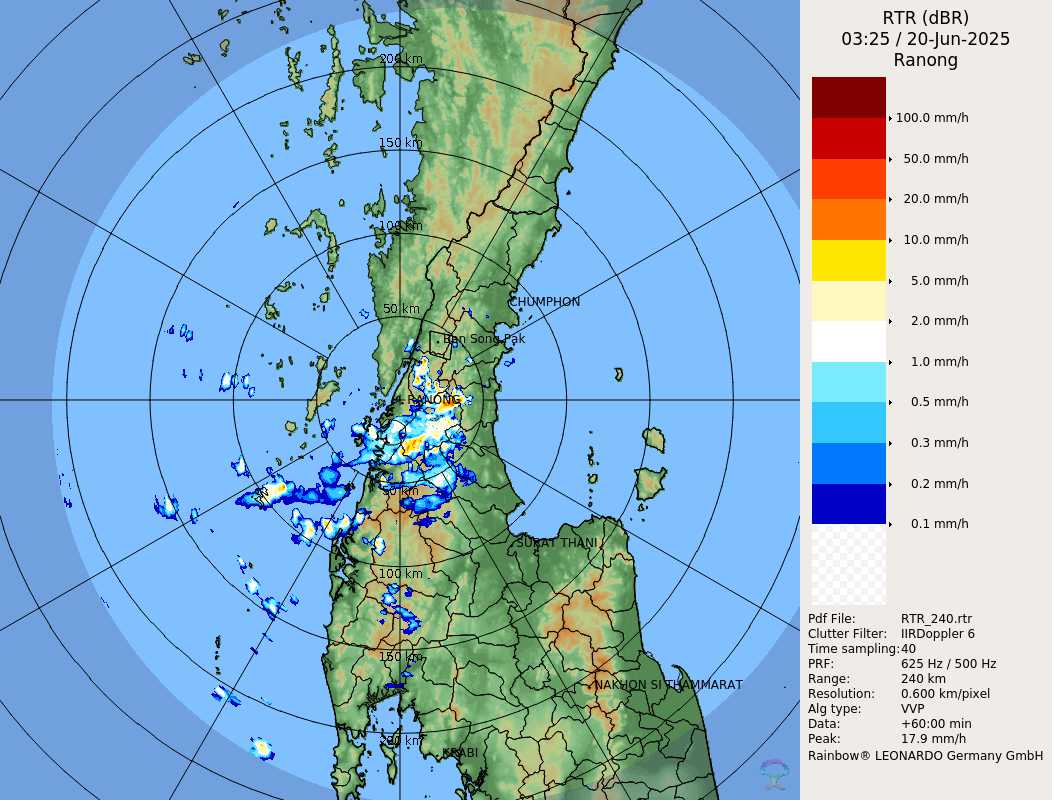 RTR (dBR)
03:25 / 20-Jun-2025
Ranong
100.0 mm/h
50.0 mm/h
20.0 mm/h
10.0 mm/h
5.0 mm/h
2.0 mm/h
1.0 mm/h
0.5 mm/h
0.3 mm/h
0.2 mm/h
0.1 mm/h
Pdf File: RTR_240.rtr
Clutter Filter: IIRDoppler 6
Time sampling:40
PRF: 625 Hz / 500 Hz
Range: 240 km
Resolution: 0.600 km/pixel
Alg type: VVP
Data: +60:00 min
Peak: 17.9 mm/h
Rainbow® LEONARDO Germany GmbH
200 km
150 km
100 km
50 km
CHUMPHON
Ban Song Pak
RANONG
50 km
SURAT THANI
100 km
150 km
NAKHON SI THAMMARAT
200 km
KRABI